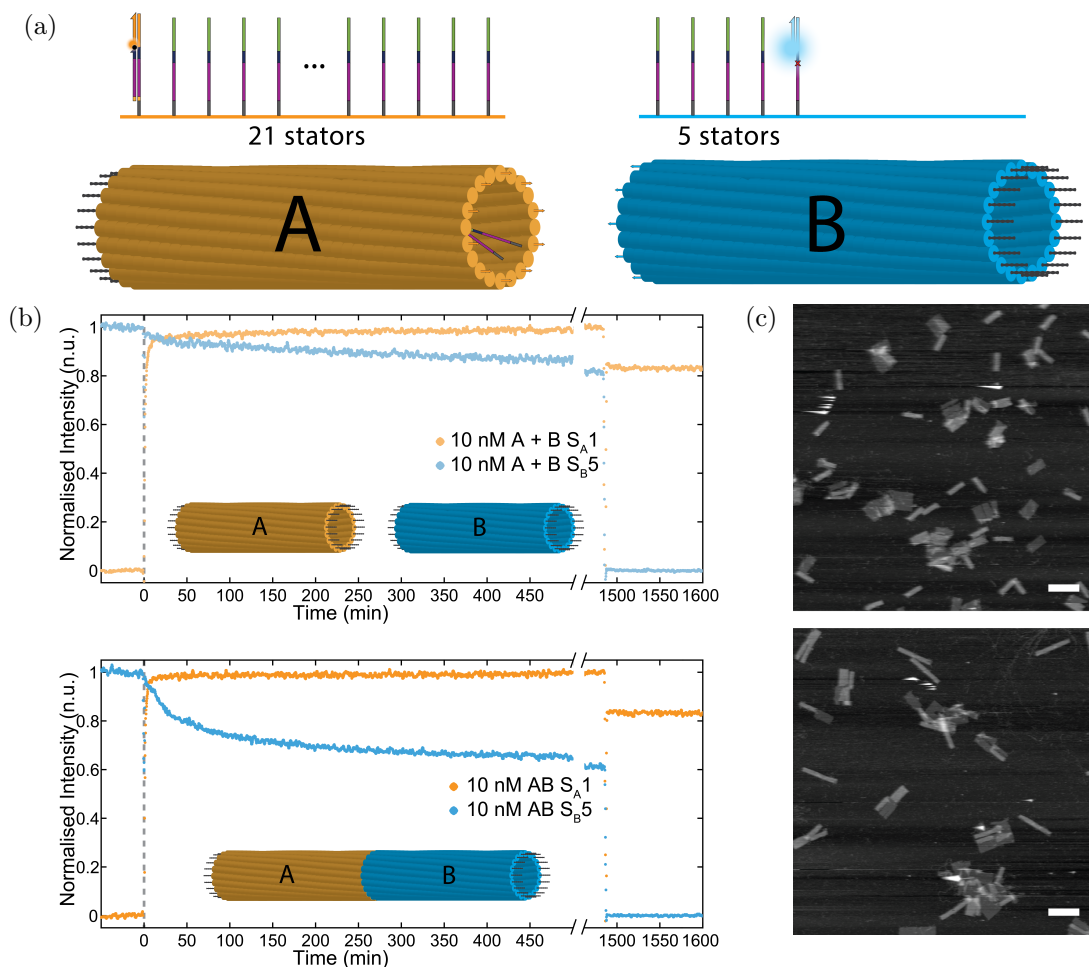 (a)
21 stators
5 stators
A
B
(b)
Normalised Intensity (n.u.)
1
0.8
0.6
0.4
0.2
0
10 nM A + B S_A1
10 nM A + B S_B5
A
B
0 50 100 150 200 250 300 350 400 450 1500 1550 1600
Time (min)
Normalised Intensity (n.u.)
1
0.8
0.6
0.4
0.2
0
10 nM AB S_A1
10 nM AB S_B5
A
B
0 50 100 150 200 250 300 350 400 450 1500 1550 1600
Time (min)
(c)